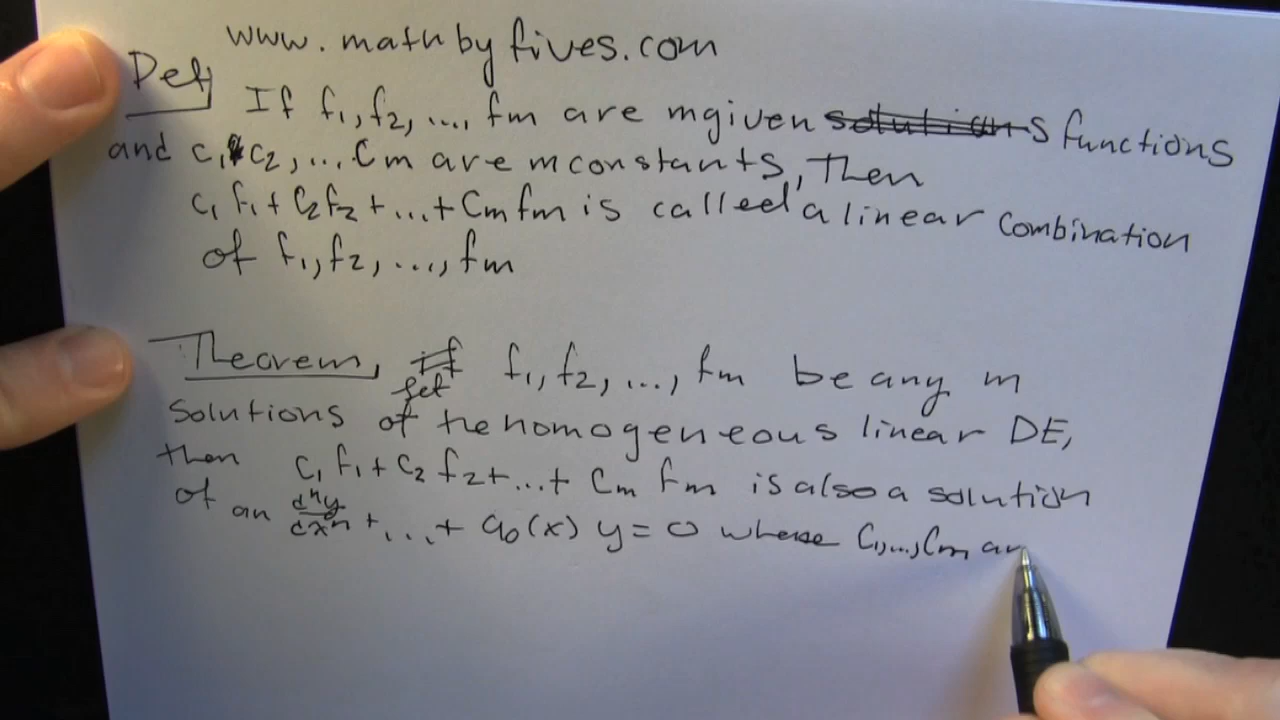 www.mathbyfives.com
Def If f1, f2, ..., fm are m given s functions
and c1, c2, ... Cm are m constants, Then
c1 f1 + C2 f2 + ... + Cm fm is called a linear Combination
of f1, f2, ..., fm
Theorem, if let f1, f2, ..., fm be any m
solutions of the homogeneous linear DE,
then c1 f1 + c2 f2 + ... + Cm fm is also a solution
of an dⁿy/dxⁿ + ... + a0(x) y = 0 where C1, ..., Cm ar